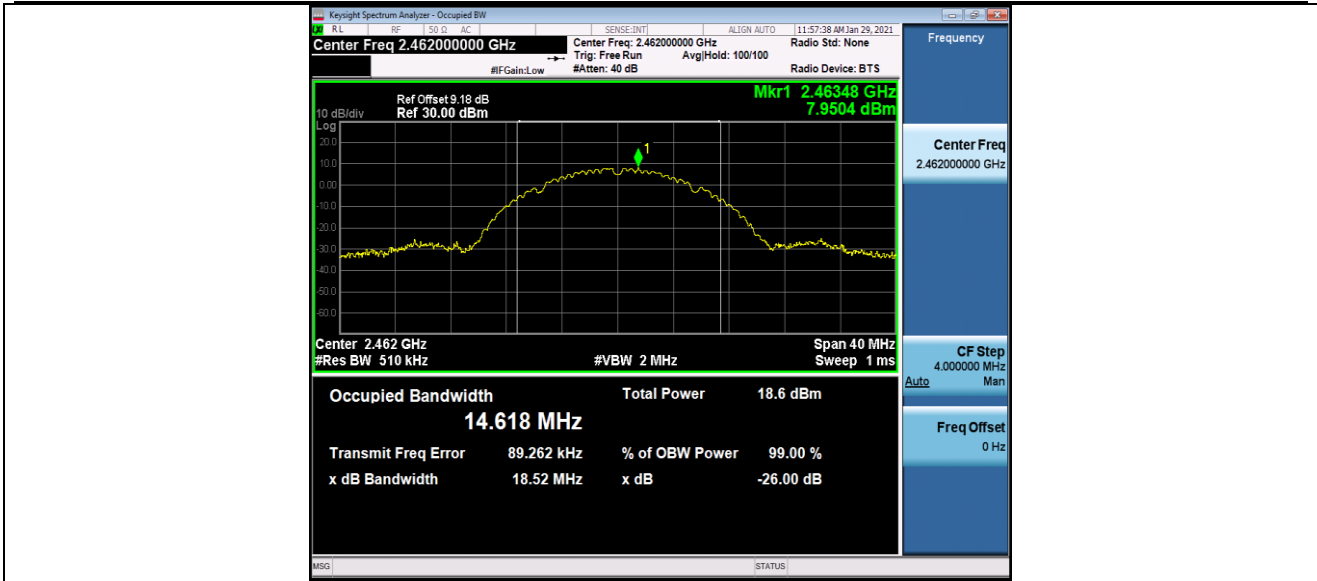 Keysight Spectrum Analyzer - Occupied BW
RL RF 50 Ω AC SENSE:INT ALIGN AUTO 11:57:38 AM Jan 29, 2021
Center Freq 2.462000000 GHz
Center Freq: 2.462000000 GHz Radio Std: None
Trig: Free Run Avg|Hold: 100/100
#IFGain:Low #Atten: 40 dB Radio Device: BTS
Mkr1 2.46348 GHz
7.9504 dBm
Ref Offset 9.18 dB
10 dB/div Ref 30.00 dBm
Log
20.0
1
10.0
0.00
-10.0
-20.0
-30.0
-40.0
-50.0
-60.0
Center 2.462 GHz Span 40 MHz
#Res BW 510 kHz #VBW 2 MHz Sweep 1 ms
Occupied Bandwidth Total Power 18.6 dBm
14.618 MHz
Transmit Freq Error 89.262 kHz % of OBW Power 99.00 %
x dB Bandwidth 18.52 MHz x dB -26.00 dB
MSG STATUS
Frequency
Center Freq
2.462000000 GHz
CF Step
4.000000 MHz
Auto Man
Freq Offset
0 Hz